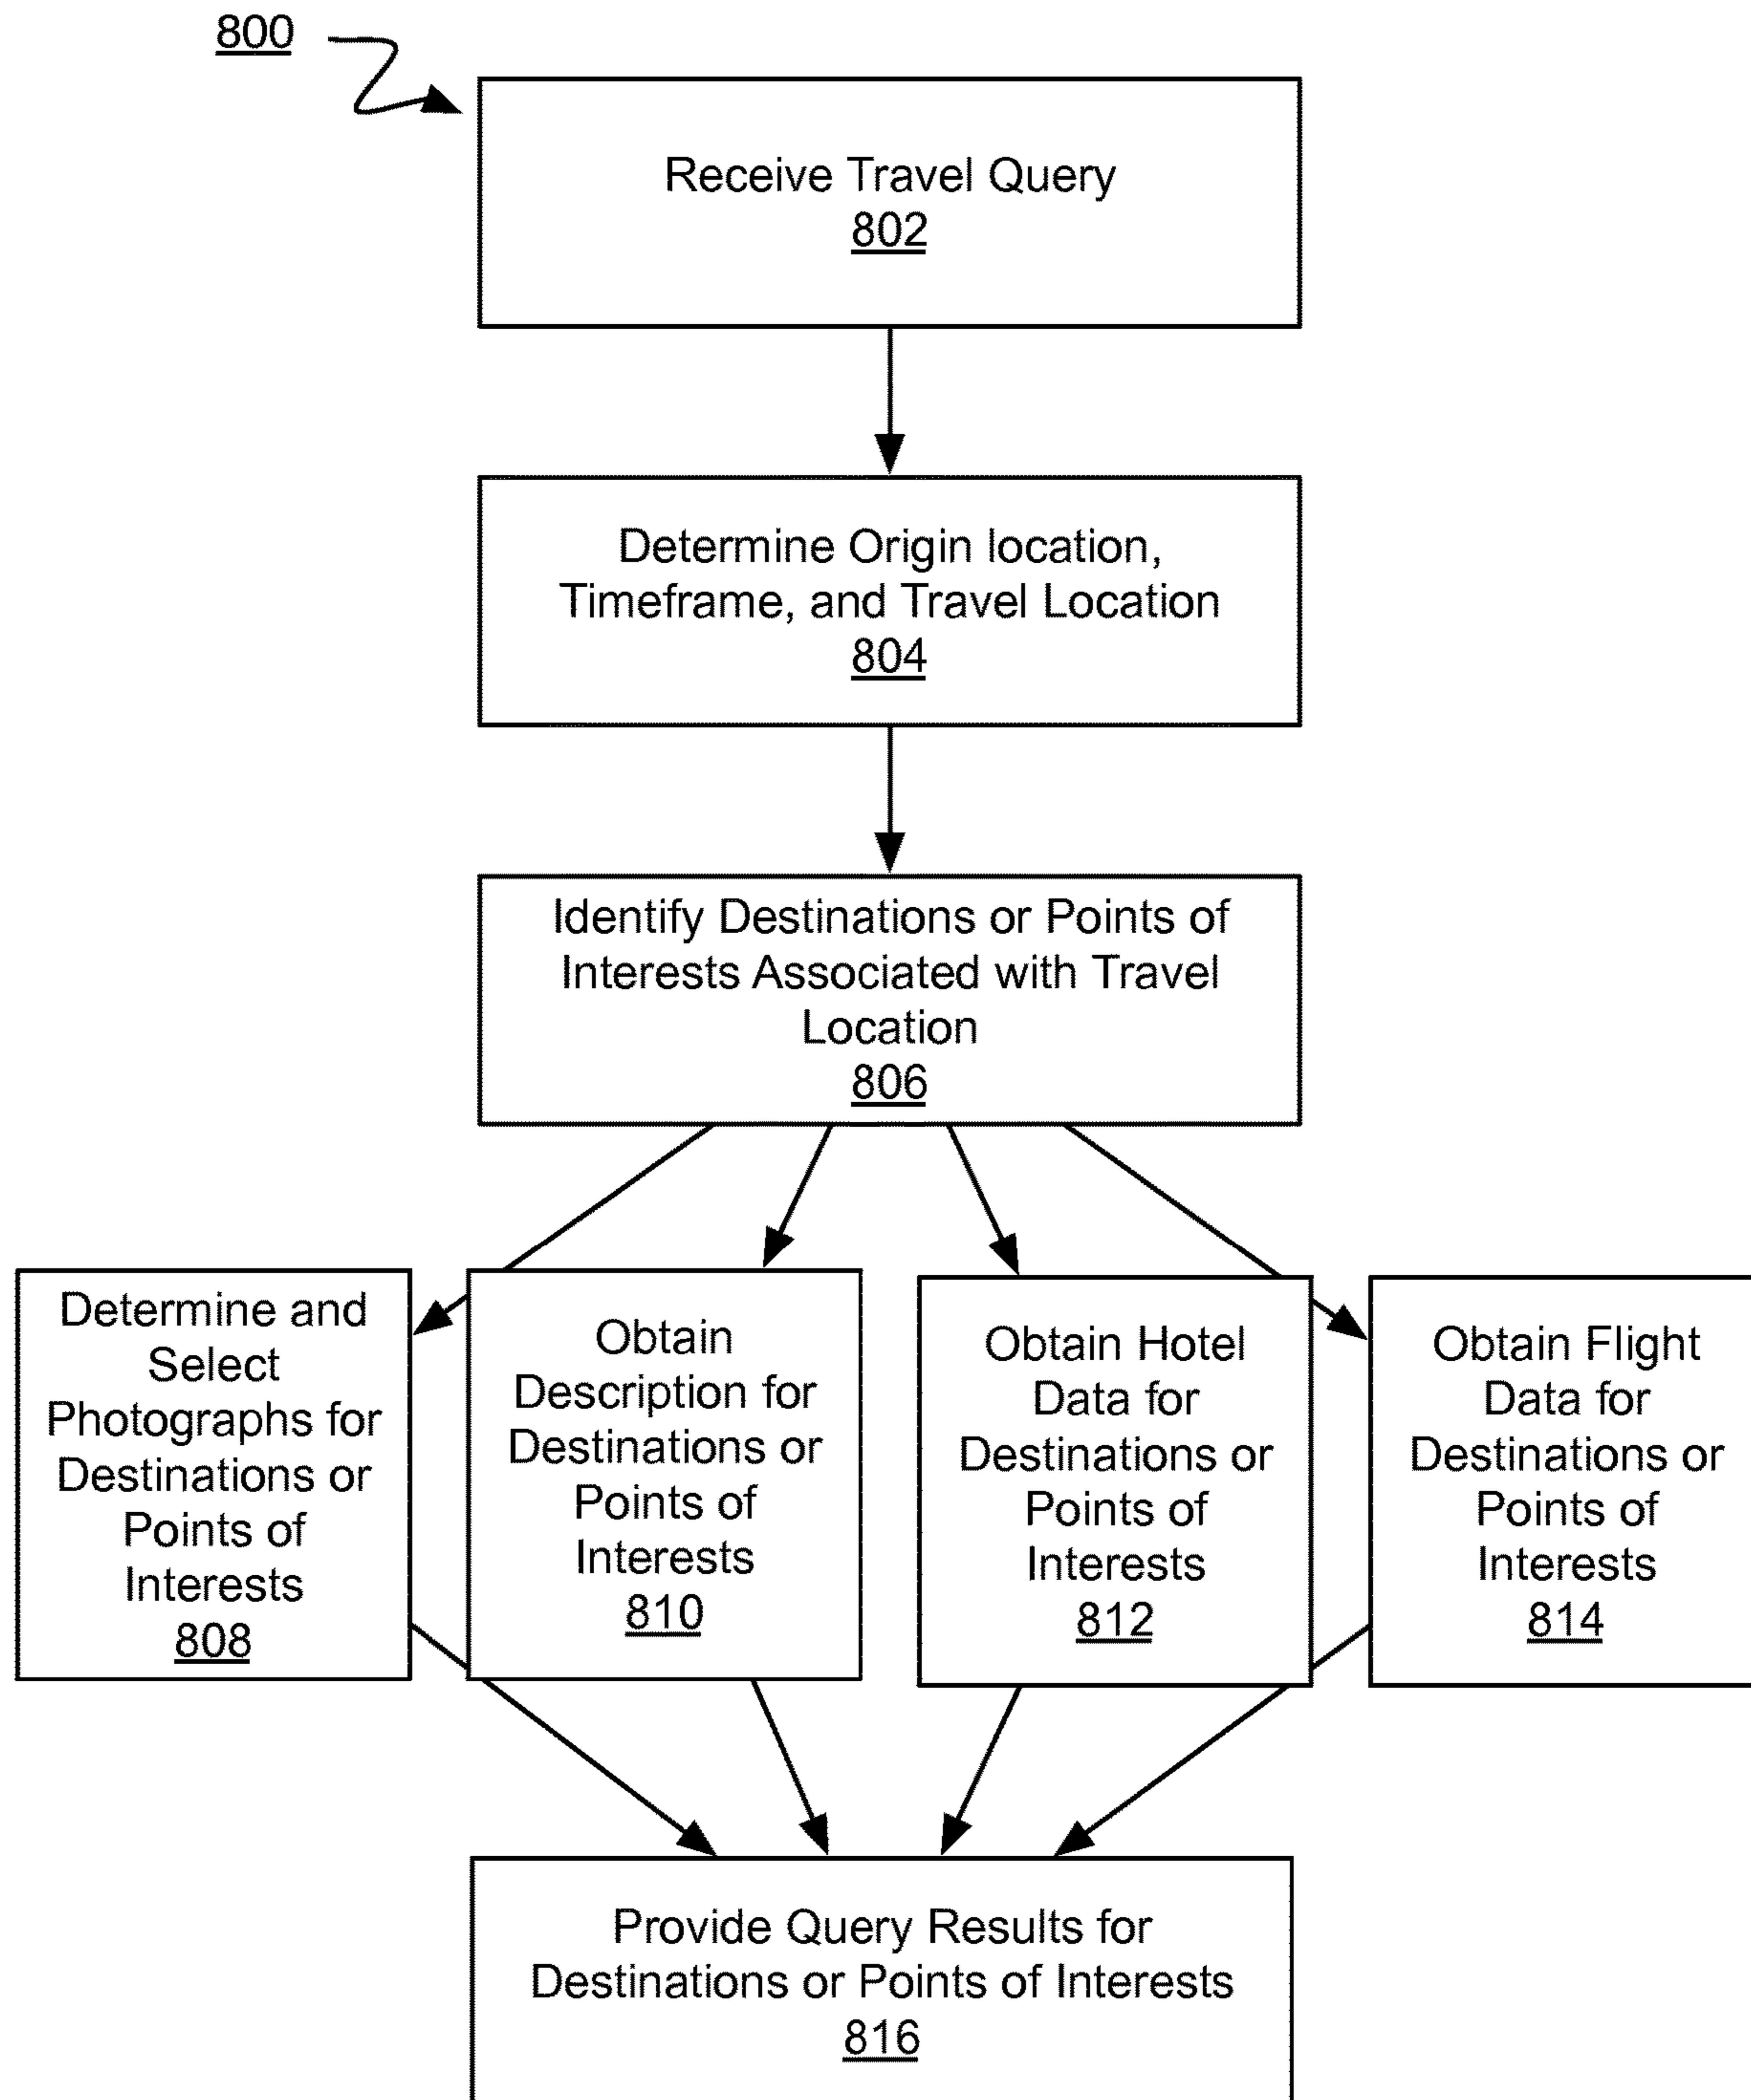 800
Receive Travel Query
802
Determine Origin location,
Timeframe, and Travel Location
804
Identify Destinations or Points of
Interests Associated with Travel
Location
806
Determine and
Select
Photographs for
Destinations or
Points of
Interests
808
Obtain
Description for
Destinations or
Points of
Interests
810
Obtain Hotel
Data for
Destinations or
Points of
Interests
812
Obtain Flight
Data for
Destinations or
Points of
Interests
814
Provide Query Results for
Destinations or Points of Interests
816